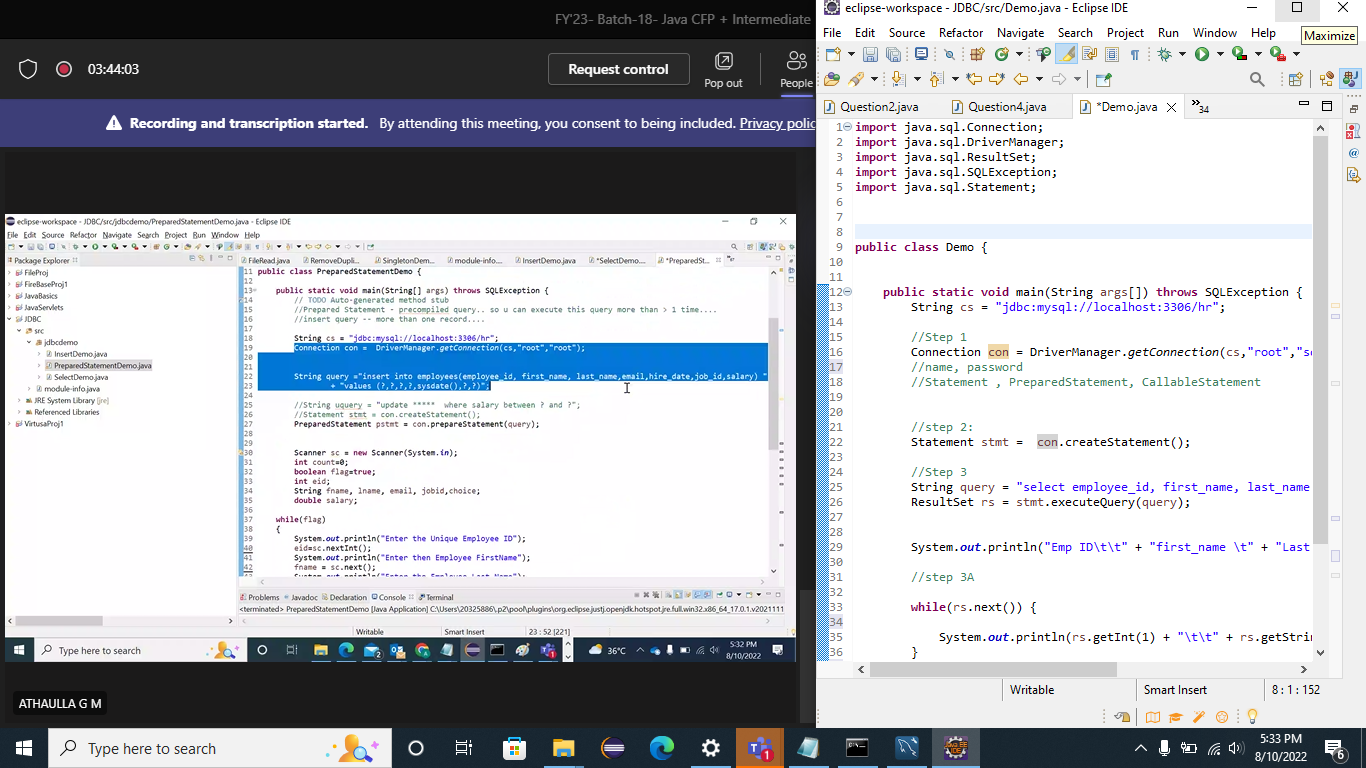 FY'23- Batch-18- Java CFP + Intermediate
03:44:03
Request control
Pop out
People
Recording and transcription started. By attending this meeting, you consent to being included. Privacy polic
eclipse-workspace - JDBC/src/jdbcdemo/PreparedStatementDemo.java - Eclipse IDE
File Edit Source Refactor Navigate Search Project Run Window Help
Package Explorer
FileProj
FireBaseProj1
JavaBasics
JavaServlets
JDBC
src
jdbcdemo
InsertDemo.java
PreparedStatementDemo.java
SelectDemo.java
module-info.java
JRE System Library [jre]
Referenced Libraries
VirtusaProj1
FileRead.java RemoveDupli... SingletonDem... module-info.... InsertDemo.java *SelectDemo.... *PreparedSt...
11 public class PreparedStatementDemo {
12
13 public static void main(String[] args) throws SQLException {
14 // TODO Auto-generated method stub
15 //Prepared Statement - precompiled query.. so u can execute this query more than > 1 time....
16 //insert query -- more than one record....
17
18 String cs = "jdbc:mysql://localhost:3306/hr";
19 Connection con = DriverManager.getConnection(cs,"root","root");
20
21
22 String query ="insert into employees(employee_id, first_name, last_name,email,hire_date,job_id,salary) "
23 + "values (?,?,?,?,sysdate(),?,?)";
24
25 //String uquery = "update ***** where salary between ? and ?";
26 //Statement stmt = con.createStatement();
27 PreparedStatement pstmt = con.prepareStatement(query);
28
29
30 Scanner sc = new Scanner(System.in);
31 int count=0;
32 boolean flag=true;
33 int eid;
34 String fname, lname, email, jobid,choice;
35 double salary;
36
37 while(flag)
38 {
39 System.out.println("Enter the Unique Employee ID");
40 eid=sc.nextInt();
41 System.out.println("Enter then Employee FirstName");
42 fname = sc.next();
Problems Javadoc Declaration Console Terminal
<terminated> PreparedStatementDemo [Java Application] C:\Users\20325886\.p2\pool\plugins\org.eclipse.justj.openjdk.hotspot.jre.full.win32.x86_64_17.0.1.v2021111
Writable Smart Insert 23 : 52 [221]
Type here to search
36°C
5:32 PM
8/10/2022
ATHAULLA G M
eclipse-workspace - JDBC/src/Demo.java - Eclipse IDE
File Edit Source Refactor Navigate Search Project Run Window Help
Maximize
Question2.java Question4.java *Demo.java 34
1 import java.sql.Connection;
2 import java.sql.DriverManager;
3 import java.sql.ResultSet;
4 import java.sql.SQLException;
5 import java.sql.Statement;
6
7
8
9 public class Demo {
10
11
12 public static void main(String args[]) throws SQLException {
13 String cs = "jdbc:mysql://localhost:3306/hr";
14
15 //Step 1
16 Connection con = DriverManager.getConnection(cs,"root","s
17 //name, password
18 //Statement , PreparedStatement, CallableStatement
19
20
21 //step 2:
22 Statement stmt = con.createStatement();
23
24 //Step 3
25 String query = "select employee_id, first_name, last_name
26 ResultSet rs = stmt.executeQuery(query);
27
28
29 System.out.println("Emp ID\t\t" + "first_name \t" + "Last
30
31 //step 3A
32
33 while(rs.next()) {
34
35 System.out.println(rs.getInt(1) + "\t\t" + rs.getStri
36 }
Writable Smart Insert 8 : 1 : 152
Type here to search
1
5:33 PM
8/10/2022
6